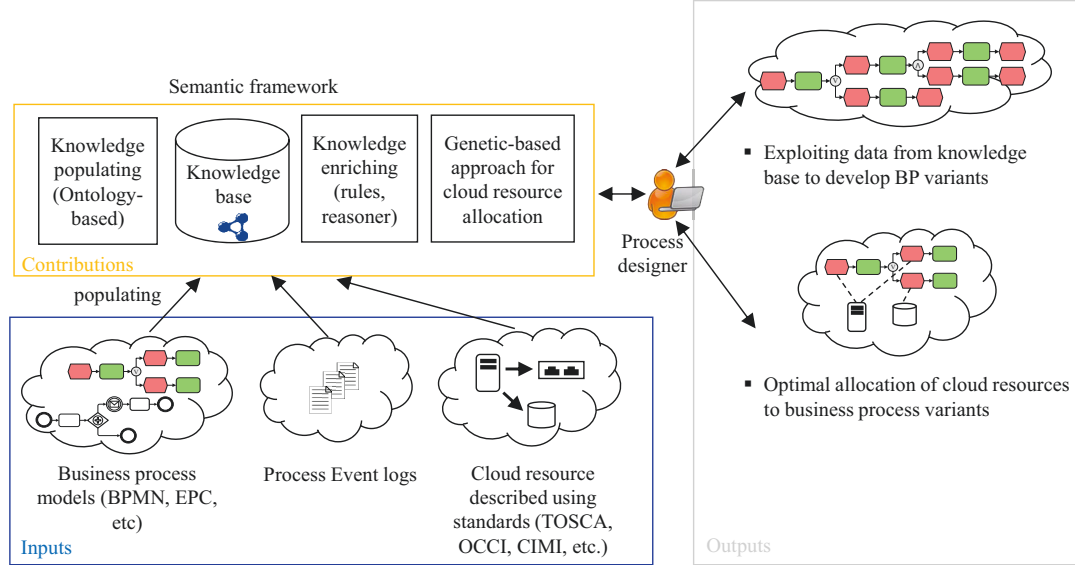 Semantic framework
Knowledge
populating
(Ontology-
based)
Knowledge
base
Knowledge
enriching
(rules,
reasoner)
Genetic-based
approach for
cloud resource
allocation
Contributions
populating
Business process
models (BPMN, EPC,
etc)
Process Event logs
Cloud resource
described using
standards (TOSCA,
OCCI, CIMI, etc.)
Inputs
Process
designer
V
Λ
▪ Exploiting data from knowledge
base to develop BP variants
V
▪ Optimal allocation of cloud resources
to business process variants
Outputs
V